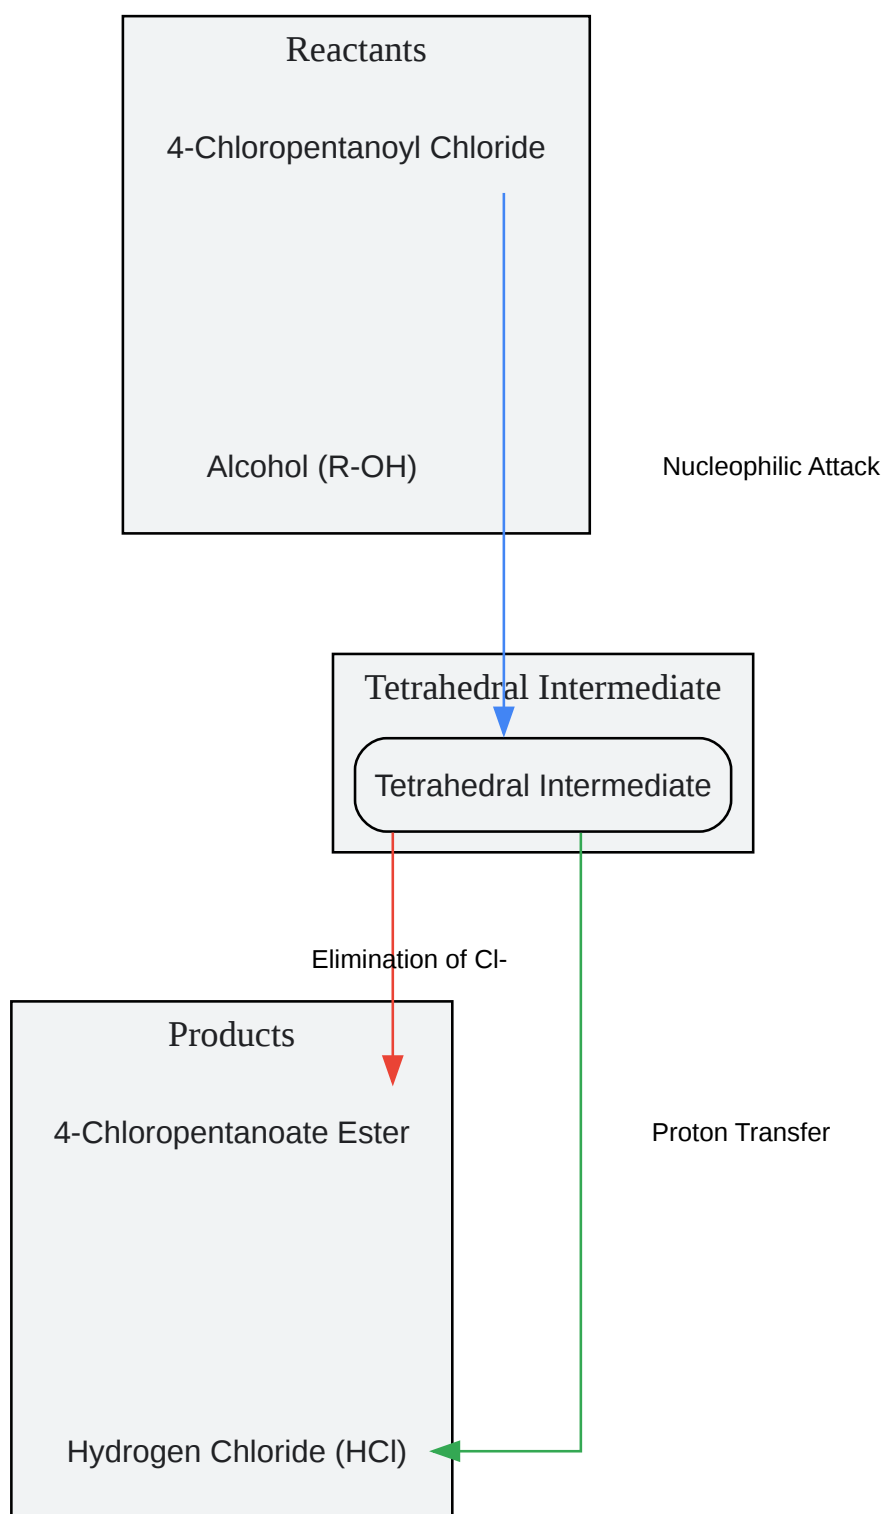 Reactants
4-Chloropentanoyl Chloride
Alcohol (R-OH)
Nucleophilic Attack
Tetrahedral Intermediate
Tetrahedral Intermediate
Elimination of Cl-
Products
4-Chloropentanoate Ester
Proton Transfer
Hydrogen Chloride (HCl)